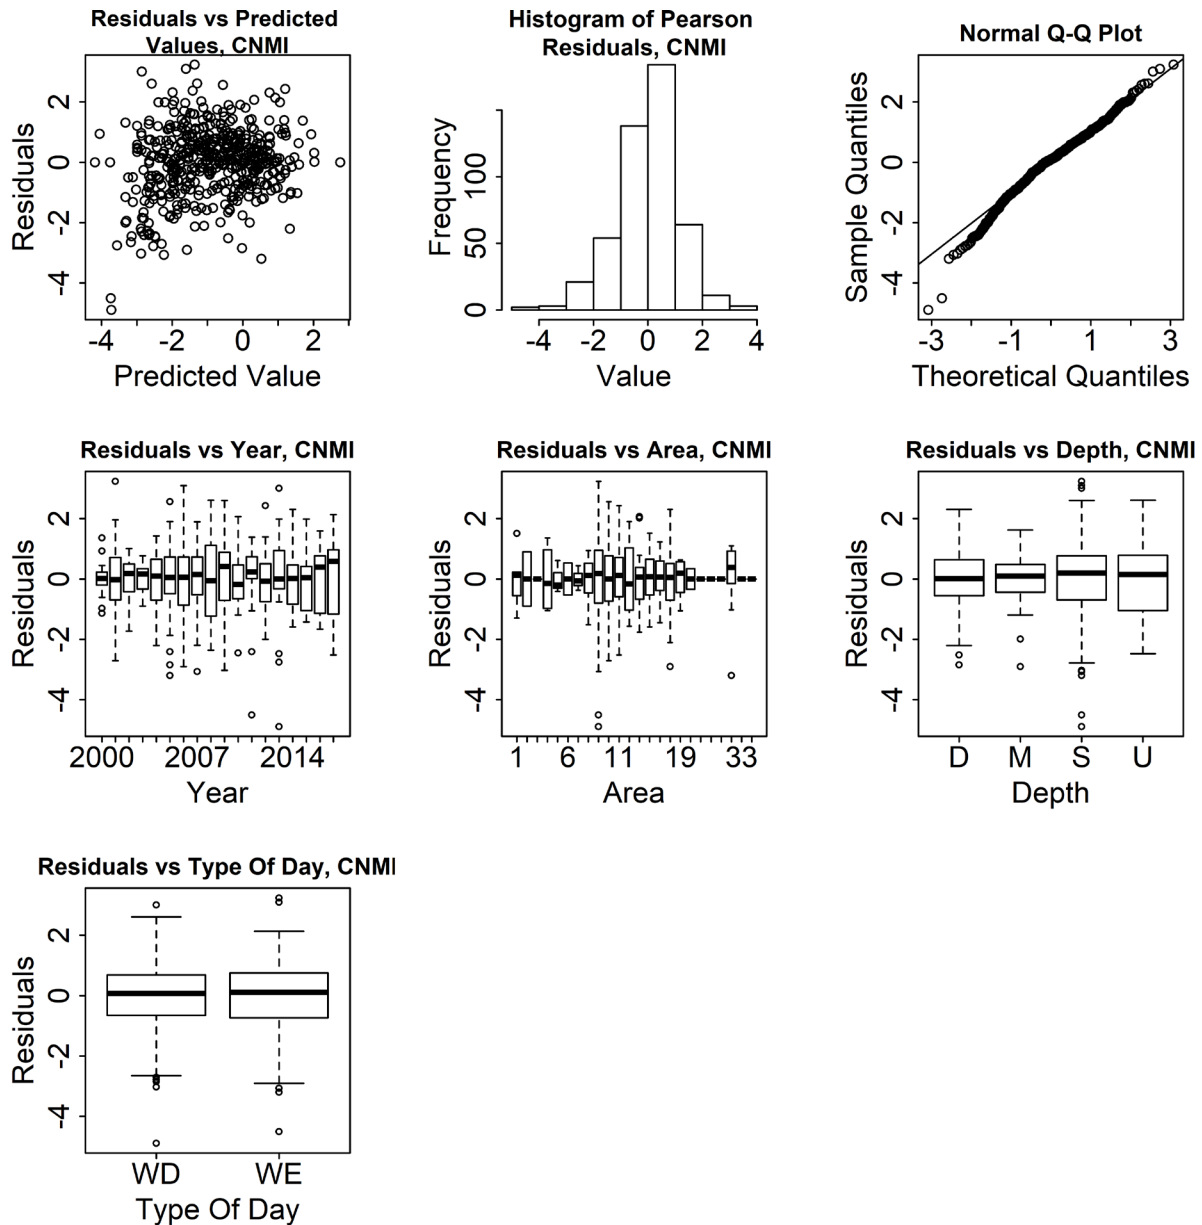 Residuals vs Predicted
Values, CNMI
Residuals
2
0
-2
-4
-4
-2
0
2
Predicted Value
Histogram of Pearson
Residuals, CNMI
Frequency
100
50
0
-4
-2
0
2
4
Value
Normal Q-Q Plot
Sample Quantiles
2
0
-2
-4
-3
-1
1
3
Theoretical Quantiles
Residuals vs Year, CNMI
Residuals
2
0
-2
-4
2000
2007
2014
Year
Residuals vs Area, CNMI
Residuals
2
0
-2
-4
1
6
11
19
33
Area
Residuals vs Depth, CNMI
Residuals
2
0
-2
-4
D
M
S
U
Depth
Residuals vs Type Of Day, CNMI
Residuals
2
0
-2
-4
WD
WE
Type Of Day